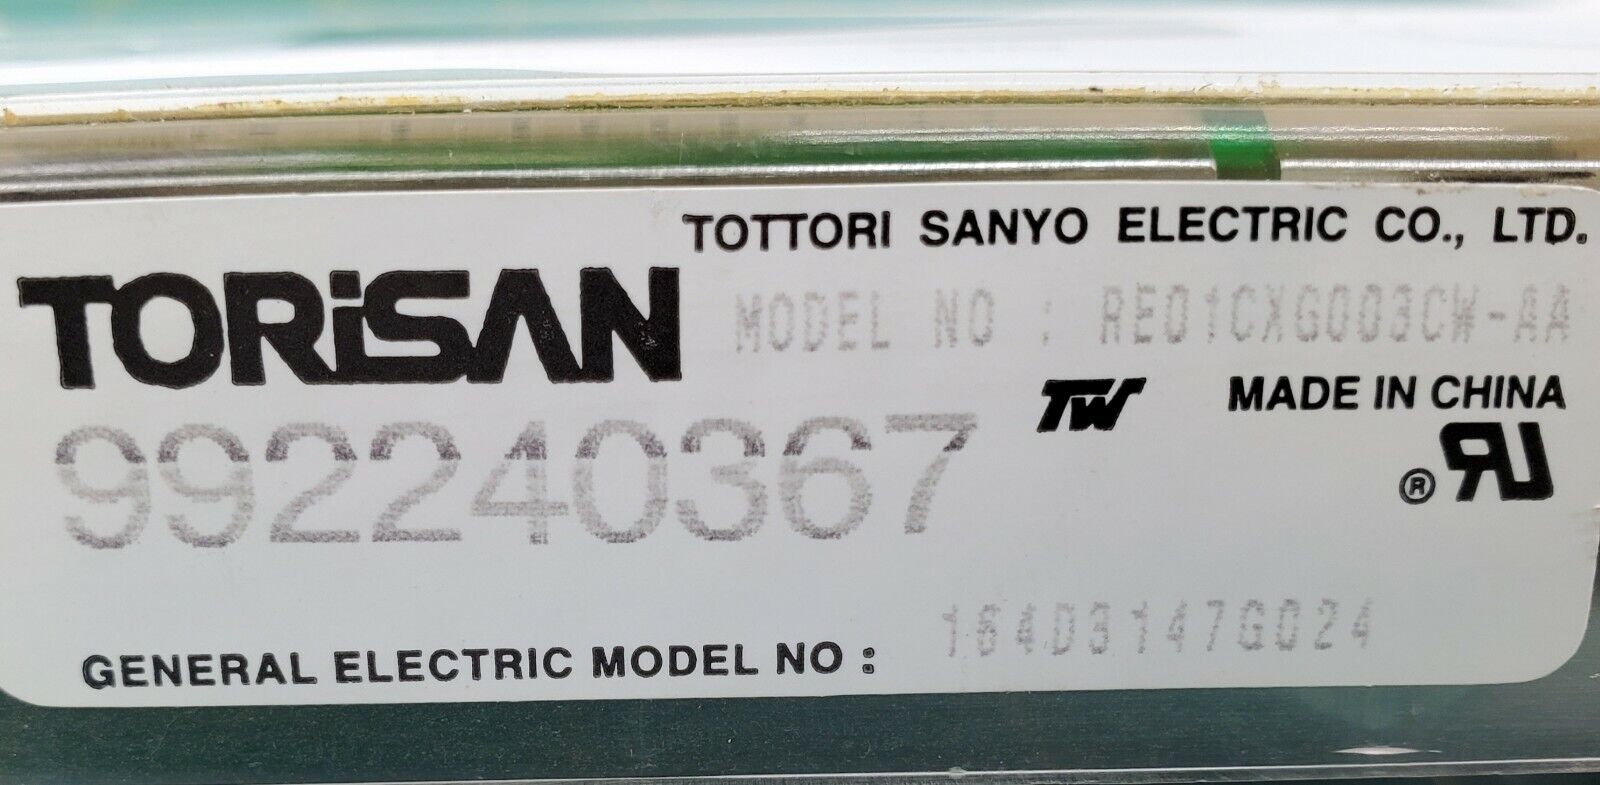 TOTTORI SANYO ELECTRIC CO., LTD.
TORiSAN
MODEL NO : RE01CXG003CW-AA
TW
MADE IN CHINA
992240367
® RU
GENERAL ELECTRIC MODEL NO :